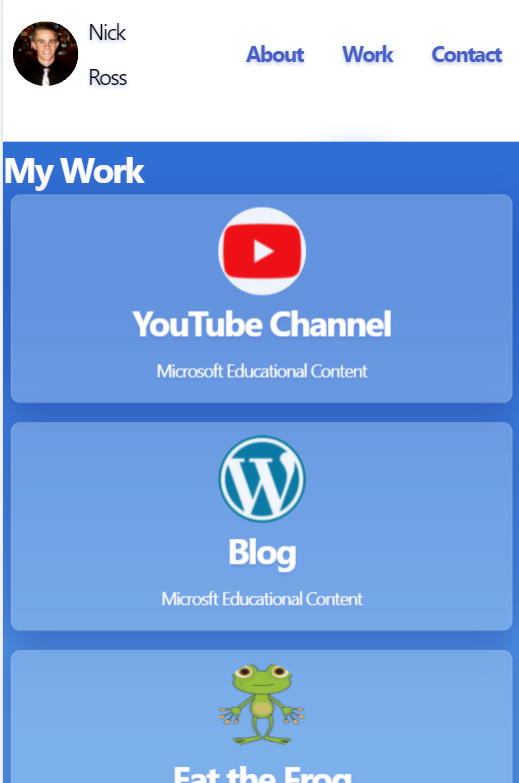 Nick
About Work Contact
Ross
My Work
YouTube Channel
Microsoft Educational Content
W
Blog
Microsft Educational Content
Eat the Frog